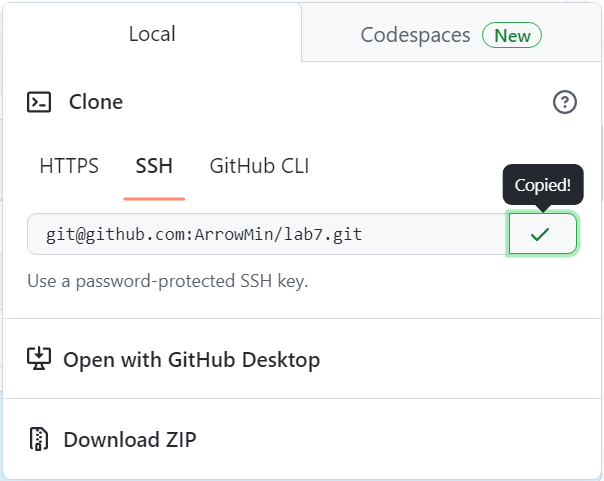 Local
Codespaces New
Clone
HTTPS SSH GitHub CLI
Copied!
git@github.com:ArrowMin/lab7.git
Use a password-protected SSH key.
Open with GitHub Desktop
Download ZIP